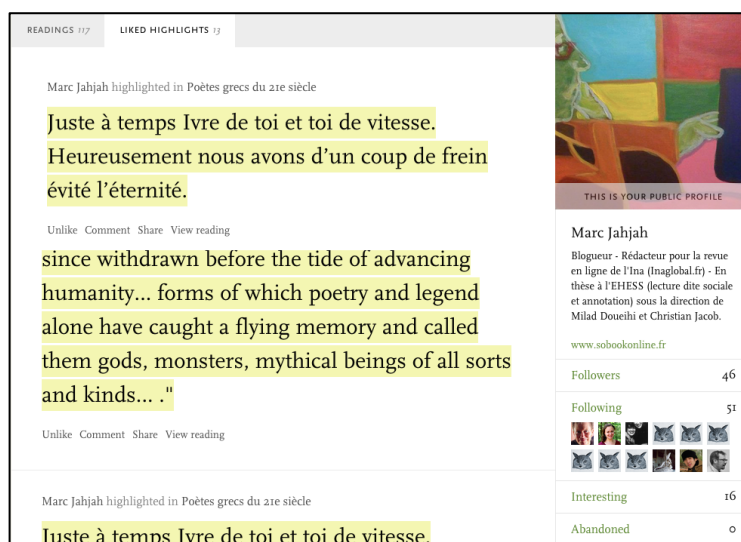 READINGS 117 LIKED HIGHLIGHTS 13
Marc Jahjah highlighted in Poètes grecs du 21e siècle
Juste à temps Ivre de toi et toi de vitesse.
Heureusement nous avons d’un coup de frein
évité l’éternité.
Unlike Comment Share View reading
since withdrawn before the tide of advancing
humanity... forms of which poetry and legend
alone have caught a flying memory and called
them gods, monsters, mythical beings of all sorts
and kinds... ."
Unlike Comment Share View reading
Marc Jahjah highlighted in Poètes grecs du 21e siècle
Juste à temps Ivre de toi et toi de vitesse.
THIS IS YOUR PUBLIC PROFILE
Marc Jahjah
Blogueur - Rédacteur pour la revue
en ligne de l'Ina (Inaglobal.fr) - En
thèse à l'EHESS (lecture dite sociale
et annotation) sous la direction de
Milad Doueihi et Christian Jacob.
www.sobookonline.fr
Followers 46
Following 51
Interesting 16
Abandoned 0